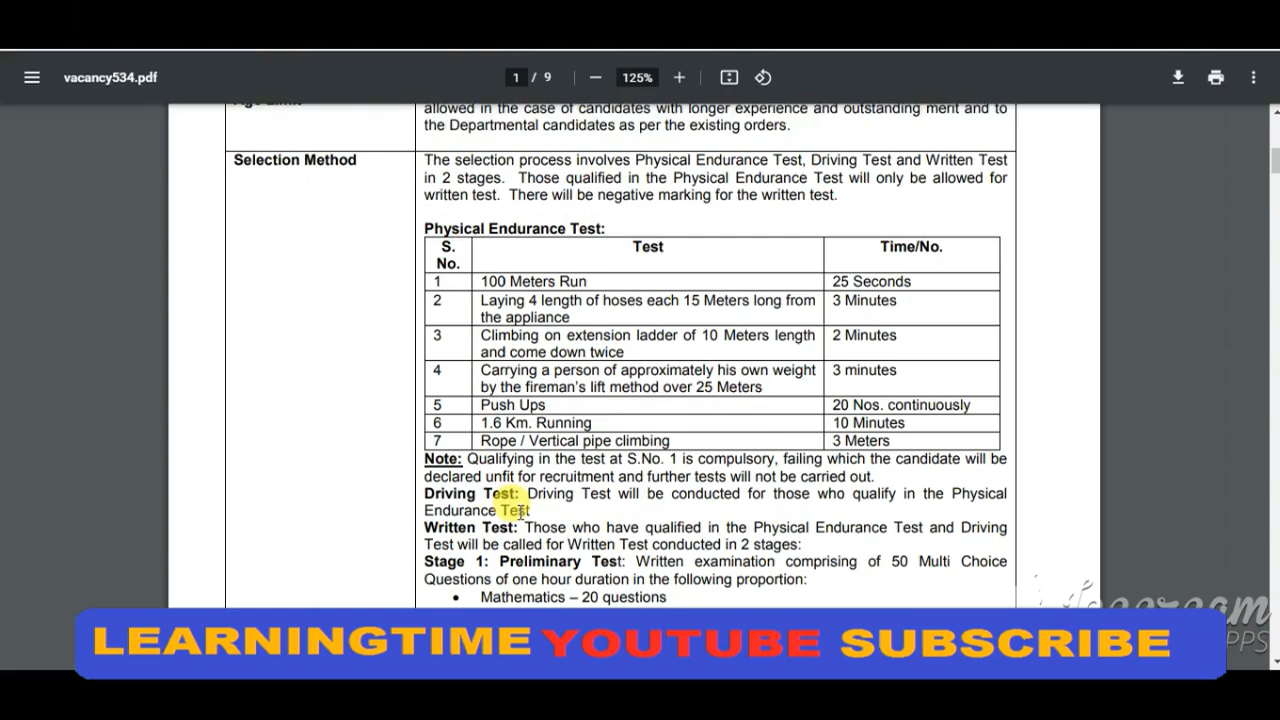 vacancy534.pdf
1 / 9
125%
Age Limit
allowed in the case of candidates with longer experience and outstanding merit and to
the Departmental candidates as per the existing orders.
Selection Method
The selection process involves Physical Endurance Test, Driving Test and Written Test
in 2 stages. Those qualified in the Physical Endurance Test will only be allowed for
written test. There will be negative marking for the written test.
Physical Endurance Test:
S. No. Test Time/No.
1 100 Meters Run 25 Seconds
2 Laying 4 length of hoses each 15 Meters long from 3 Minutes
the appliance
3 Climbing on extension ladder of 10 Meters length 2 Minutes
and come down twice
4 Carrying a person of approximately his own weight 3 minutes
by the fireman's lift method over 25 Meters
5 Push Ups 20 Nos. continuously
6 1.6 Km. Running 10 Minutes
7 Rope / Vertical pipe climbing 3 Meters
Note: Qualifying in the test at S.No. 1 is compulsory, failing which the candidate will be
declared unfit for recruitment and further tests will not be carried out.
Driving Test: Driving Test will be conducted for those who qualify in the Physical
Endurance Test
Written Test: Those who have qualified in the Physical Endurance Test and Driving
Test will be called for Written Test conducted in 2 stages:
Stage 1: Preliminary Test: Written examination comprising of 50 Multi Choice
Questions of one hour duration in the following proportion:
• Mathematics – 20 questions
LEARNINGTIME YOUTUBE SUBSCRIBE